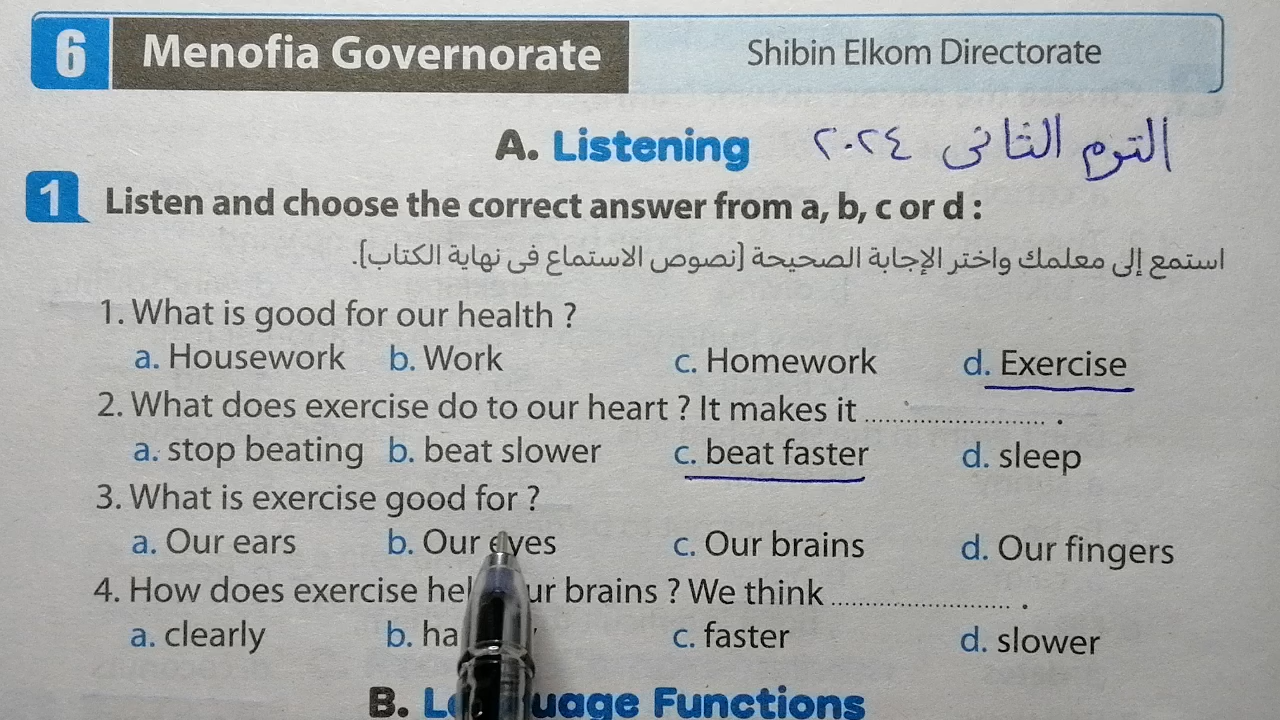 6 Menofia Governorate Shibin Elkom Directorate
A. Listening الترم الثانى ٢٠٢٤
1 Listen and choose the correct answer from a, b, c or d :
استمع إلى معلمك واختر الإجابة الصحيحة [نصوص الاستماع فى نهاية الكتاب].
1. What is good for our health ?
a. Housework b. Work c. Homework d. Exercise
2. What does exercise do to our heart ? It makes it ........................ .
a. stop beating b. beat slower c. beat faster d. sleep
3. What is exercise good for ?
a. Our ears b. Our eyes c. Our brains d. Our fingers
4. How does exercise brains ? We think ........................ .
a. clearly b. c. faster d. slower
B. Language Functions